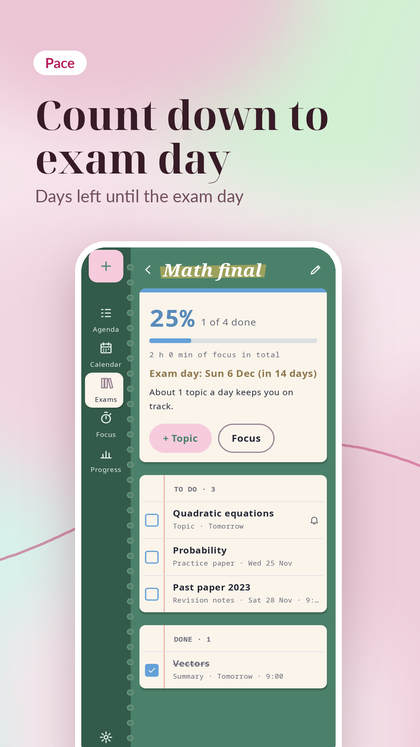 Pace
Count down to
exam day
Days left until the exam day
+
Math final
Agenda
Calendar
Exams
Focus
Progress
25% 1 of 4 done
2 h 0 min of focus in total
Exam day: Sun 6 Dec (in 14 days)
About 1 topic a day keeps you on
track.
+ Topic Focus
TO DO · 3
Quadratic equations
Topic · Tomorrow
Probability
Practice paper · Wed 25 Nov
Past paper 2023
Revision notes · Sat 28 Nov · 9:…
DONE · 1
Vectors
Summary · Tomorrow · 9:00